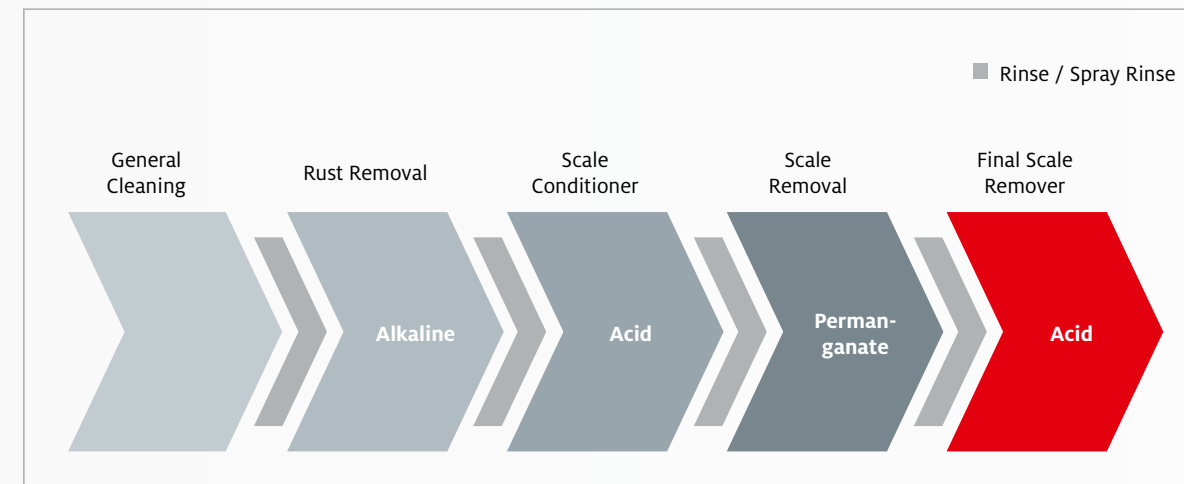 Rinse / Spray Rinse
General
Cleaning
Rust Removal
Scale
Conditioner
Scale
Removal
Final Scale
Remover
Alkaline
Acid
Perman-
ganate
Acid